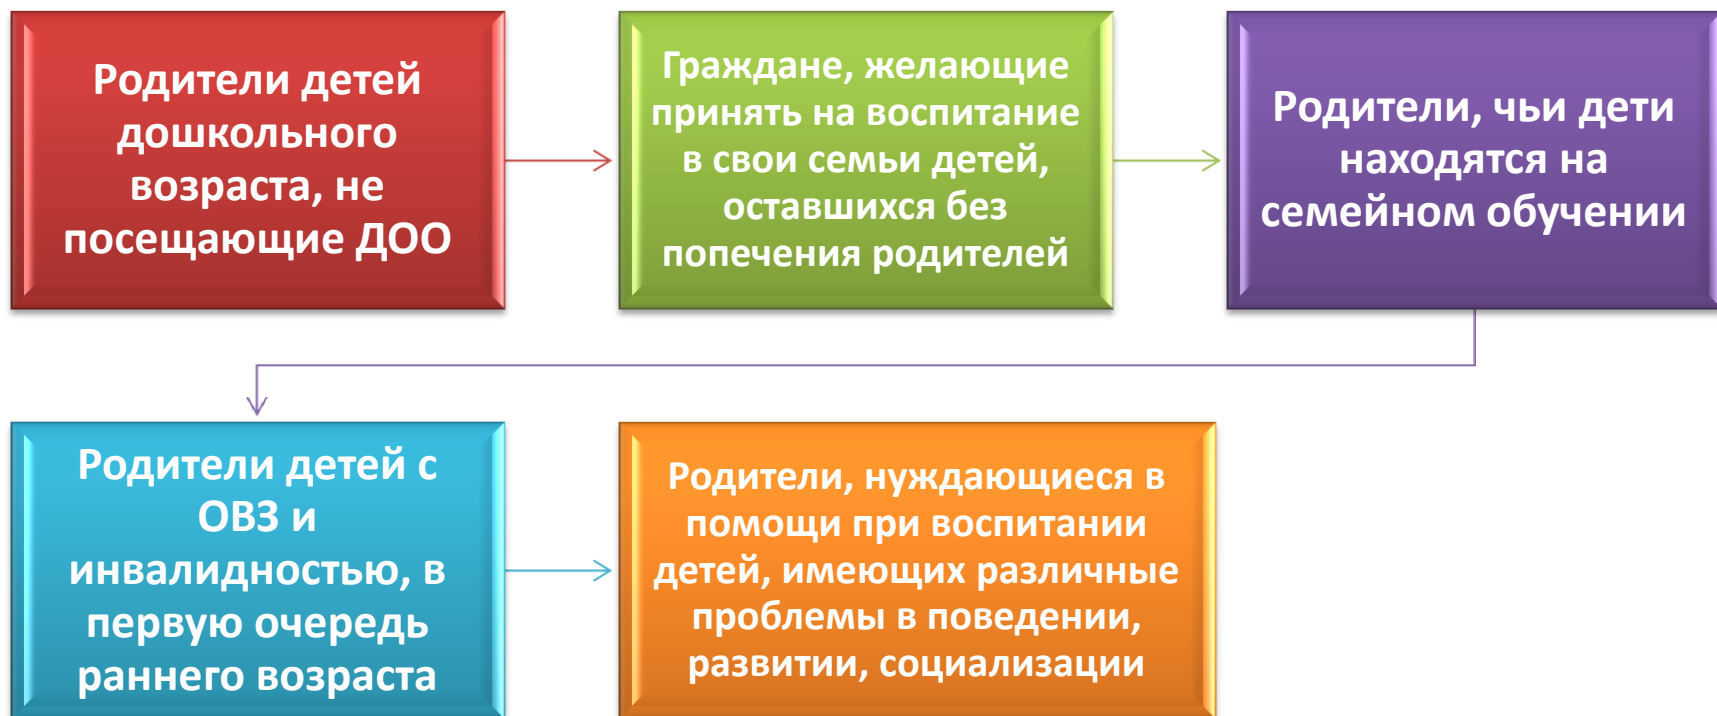 Родители детей
дошкольного
возраста, не
посещающие ДОО
Граждане, желающие
принять на воспитание
в свои семьи детей,
оставшихся без
попечения родителей
Родители, чьи дети
находятся на
семейном обучении
Родители детей с
ОВЗ и
инвалидностью, в
первую очередь
раннего возраста
Родители, нуждающиеся в
помощи при воспитании
детей, имеющих различные
проблемы в поведении,
развитии, социализации